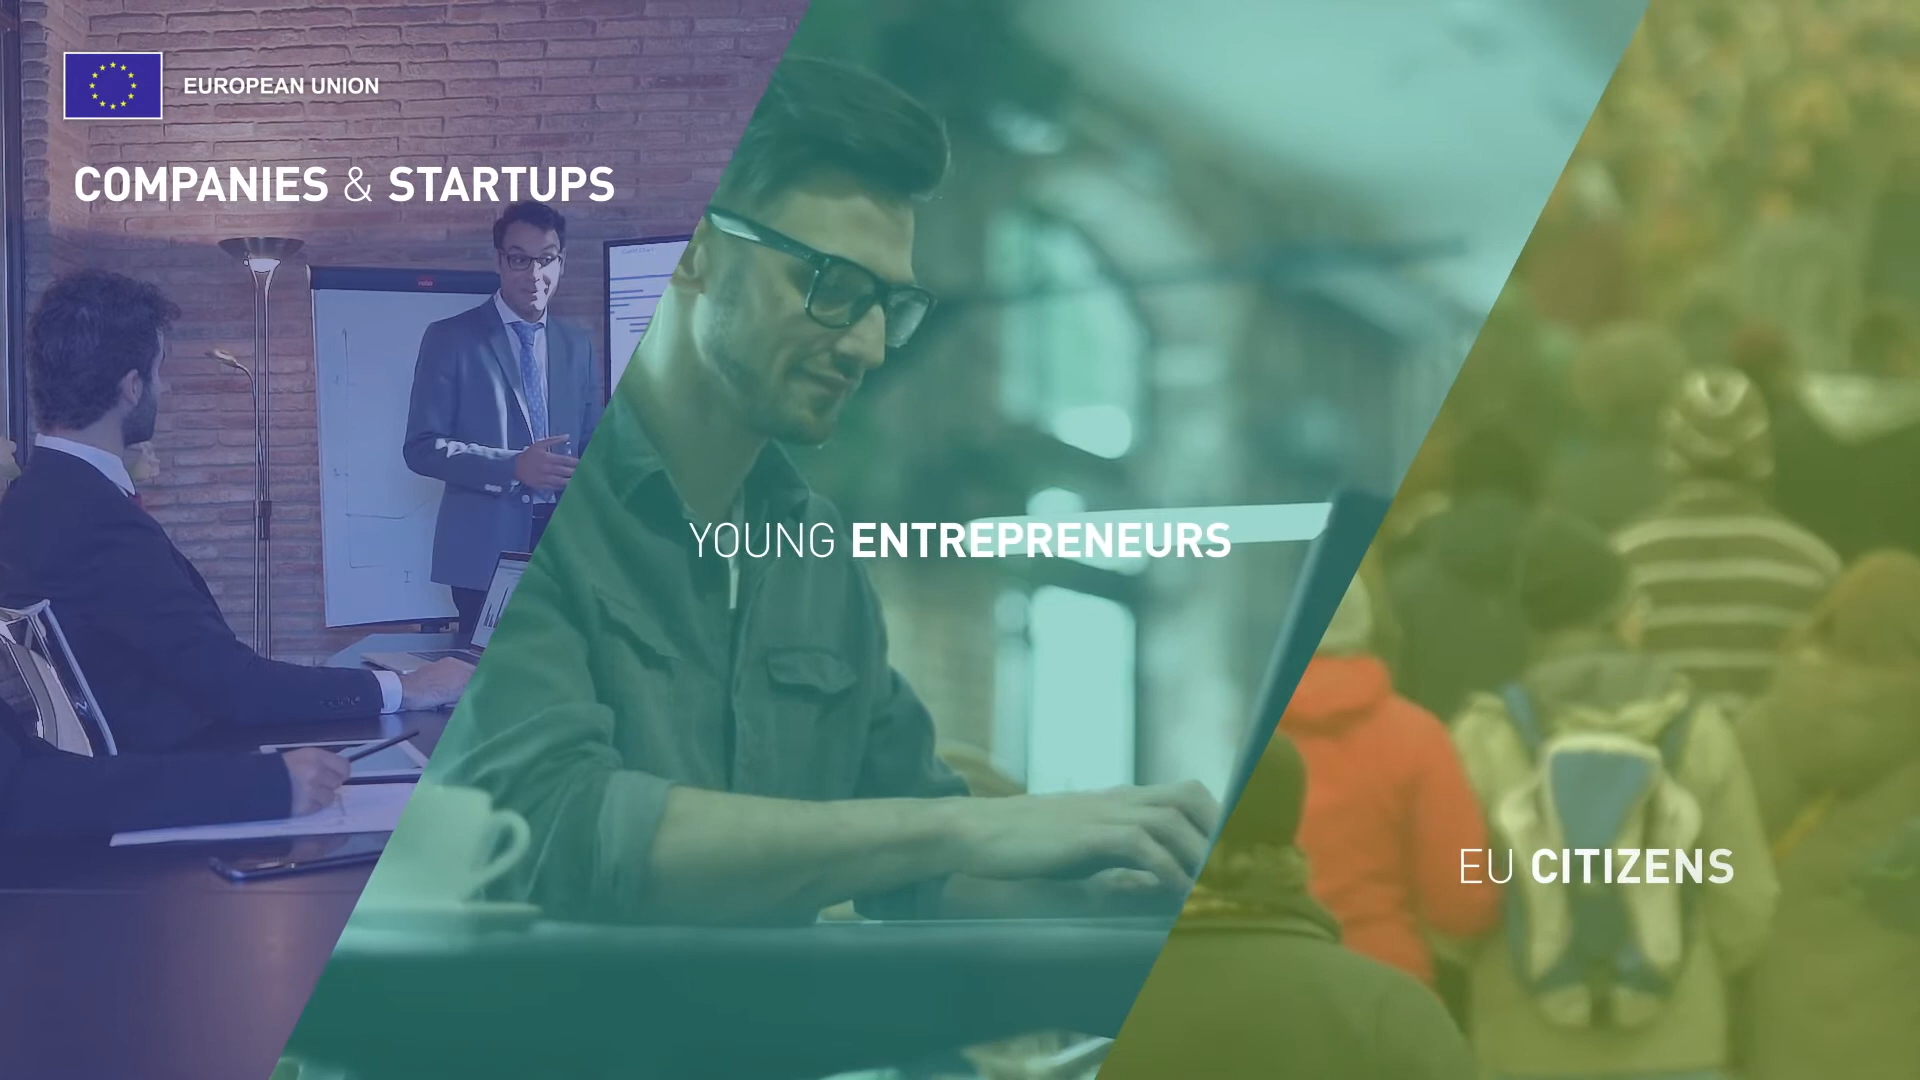 EUROPEAN UNION
COMPANIES & STARTUPS
YOUNG ENTREPRENEURS
EU CITIZENS